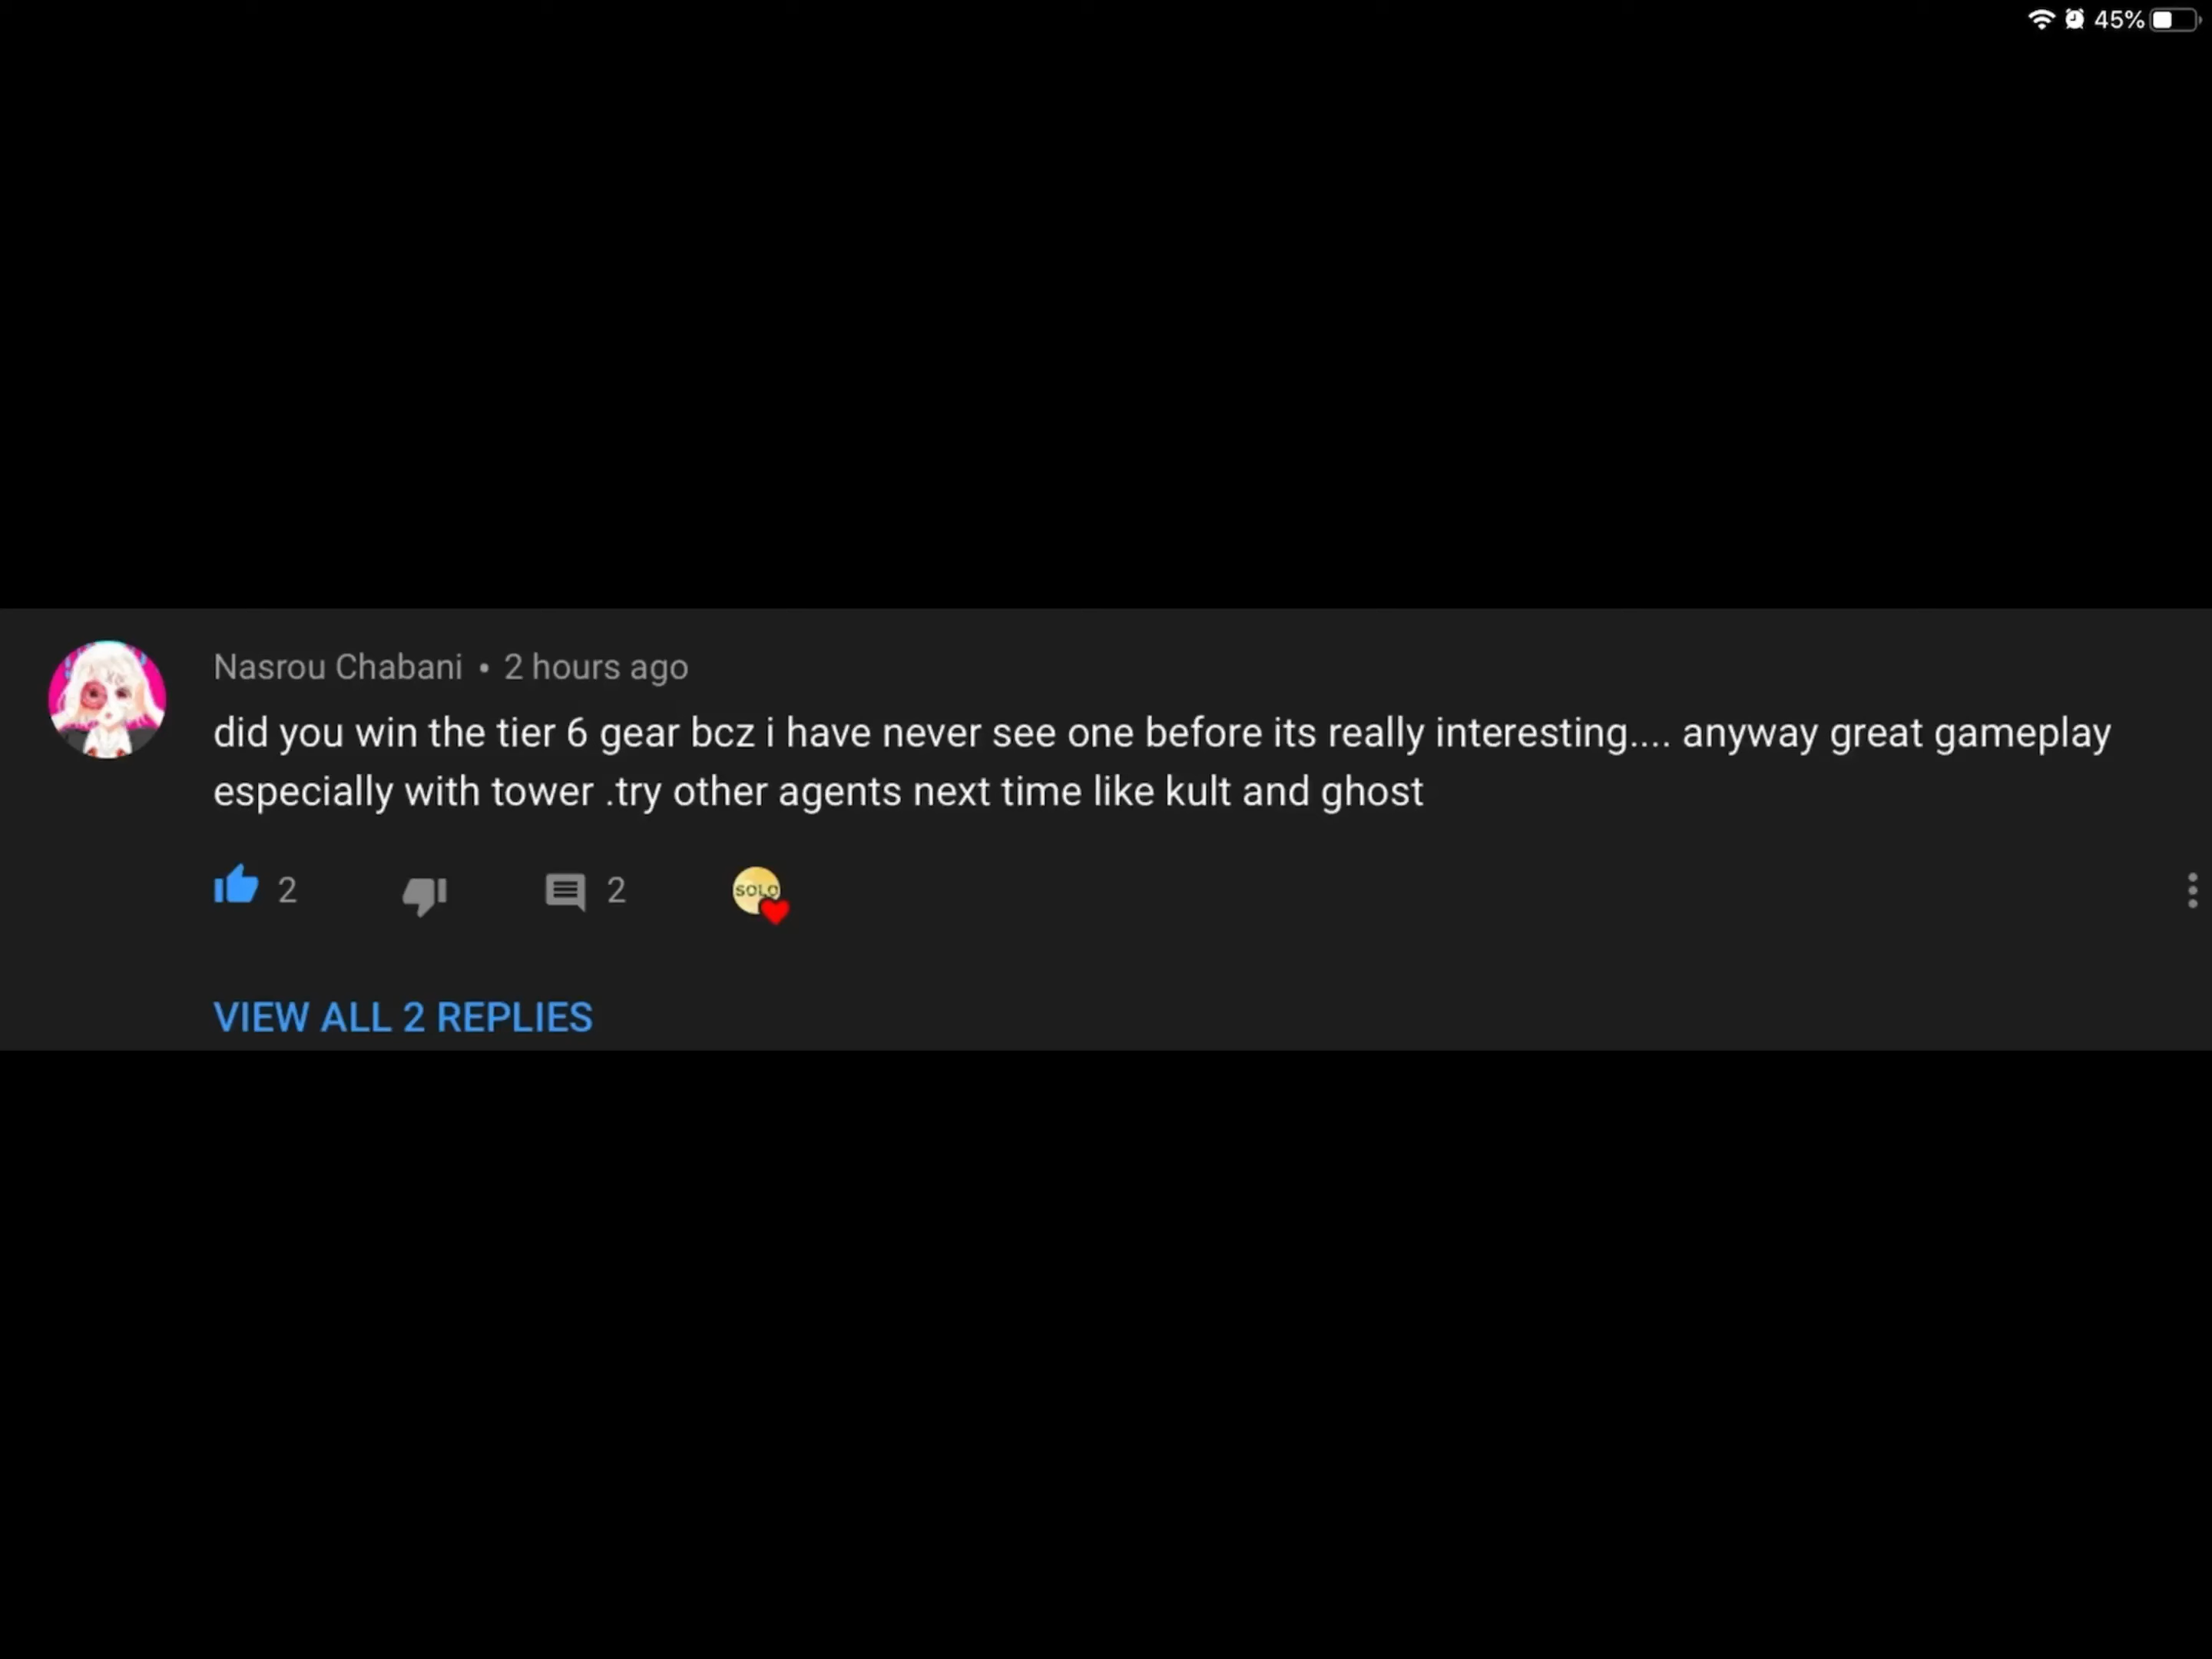 45%
Nasrou Chabani • 2 hours ago
did you win the tier 6 gear bcz i have never see one before its really interesting.... anyway great gameplay
especially with tower .try other agents next time like kult and ghost
2 2 SOLO
VIEW ALL 2 REPLIES